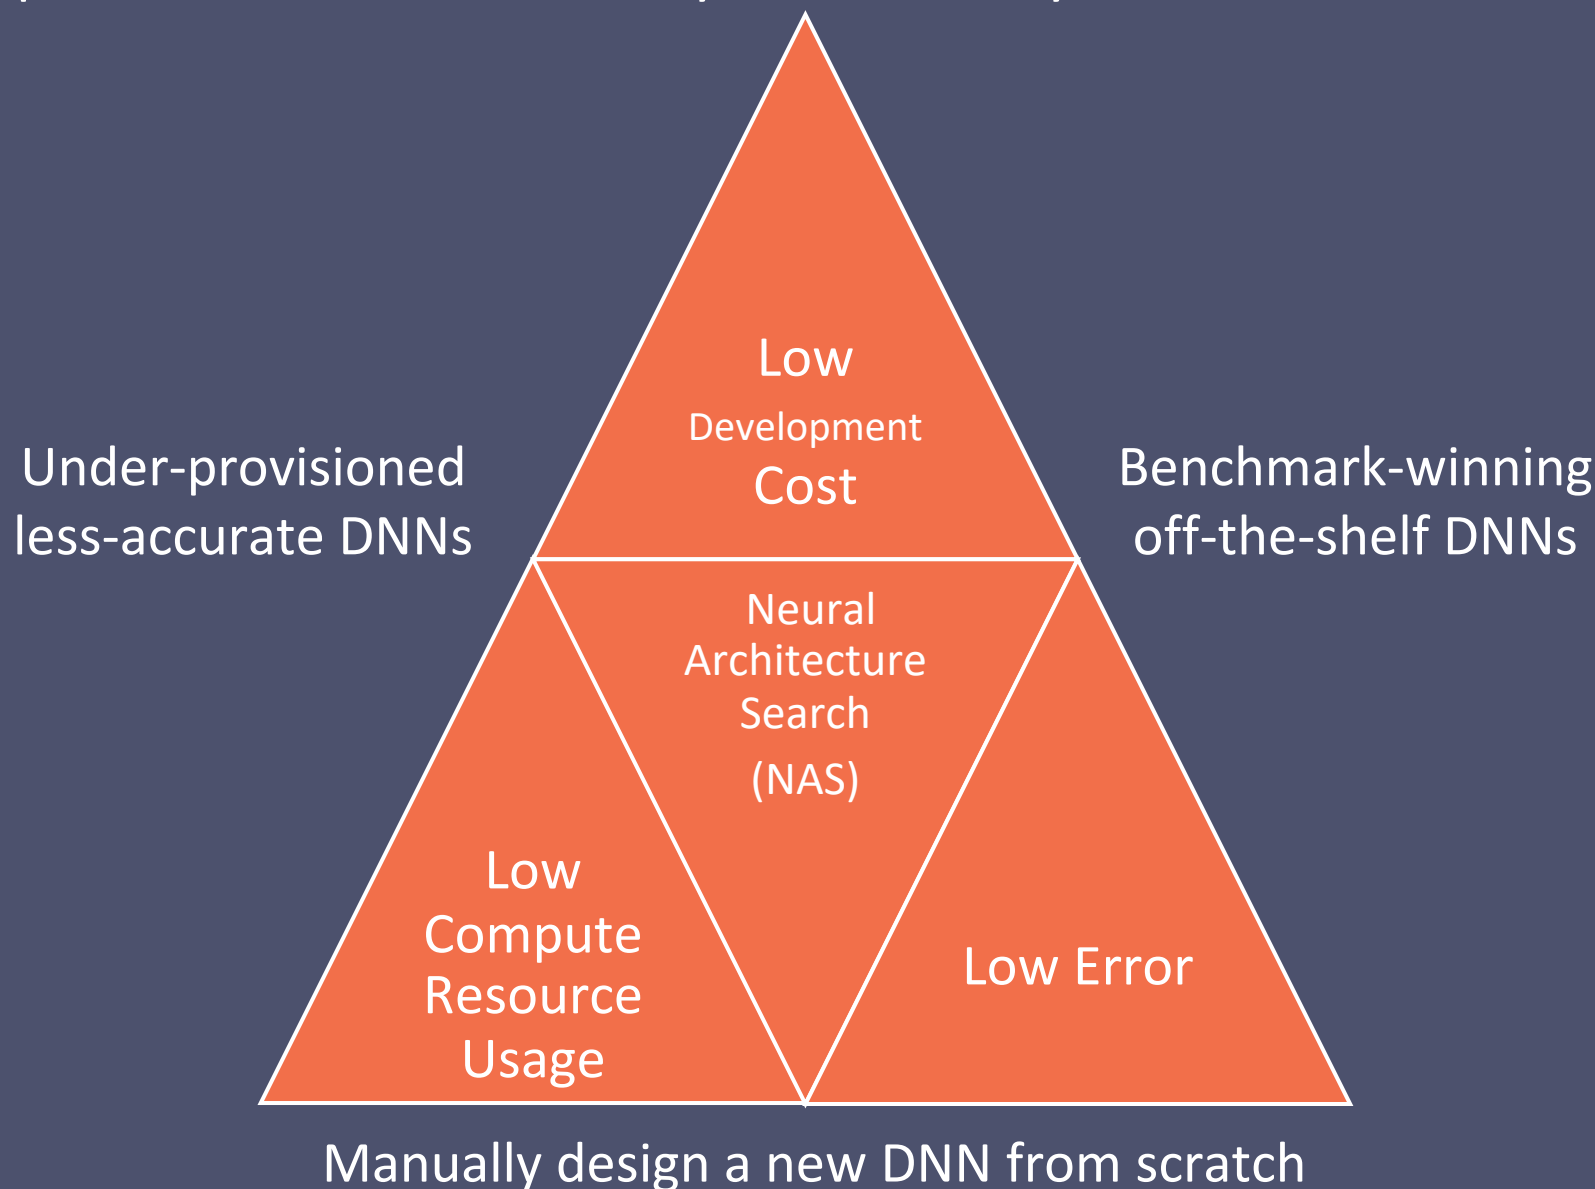 Low
Development
Cost
Under-provisioned
less-accurate DNNs
Benchmark-winning
off-the-shelf DNNs
Neural
Architecture
Search
(NAS)
Low
Compute
Resource
Usage
Low Error
Manually design a new DNN from scratch